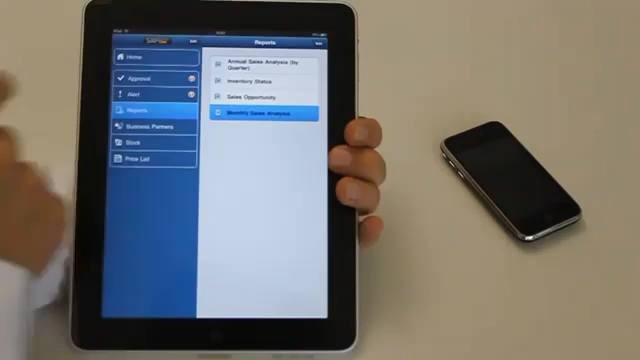 Reports
Home
Approval
Alert
Reports
Business Partners
Stock
Price List
Annual Sales Analysis (by
Quarter)
Inventory Status
Sales Opportunity
Monthly Sales Analysis